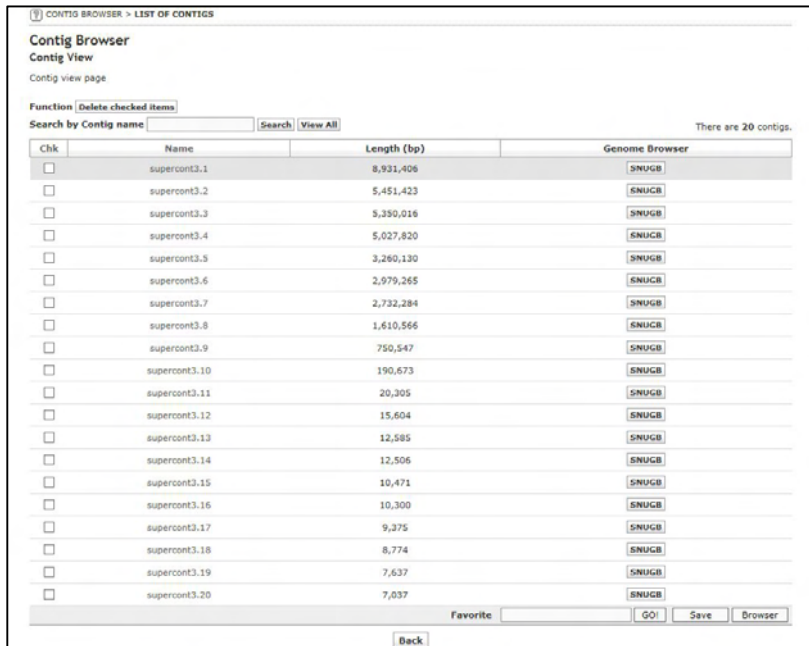 [?] CONTIG BROWSER > LIST OF CONTIGS
Contig Browser
Contig View
Contig view page
Function Delete checked items
Search by Contig name Search View All
There are 20 contigs.
Chk Name Length (bp) Genome Browser
supercont3.1 8,931,406 SNUGB
supercont3.2 5,451,423 SNUGB
supercont3.3 5,350,016 SNUGB
supercont3.4 5,027,820 SNUGB
supercont3.5 3,260,130 SNUGB
supercont3.6 2,979,265 SNUGB
supercont3.7 2,732,284 SNUGB
supercont3.8 1,610,566 SNUGB
supercont3.9 750,547 SNUGB
supercont3.10 190,673 SNUGB
supercont3.11 20,305 SNUGB
supercont3.12 15,604 SNUGB
supercont3.13 12,585 SNUGB
supercont3.14 12,506 SNUGB
supercont3.15 10,471 SNUGB
supercont3.16 10,300 SNUGB
supercont3.17 9,375 SNUGB
supercont3.18 8,774 SNUGB
supercont3.19 7,637 SNUGB
supercont3.20 7,037 SNUGB
Favorite GO! Save Browser
Back